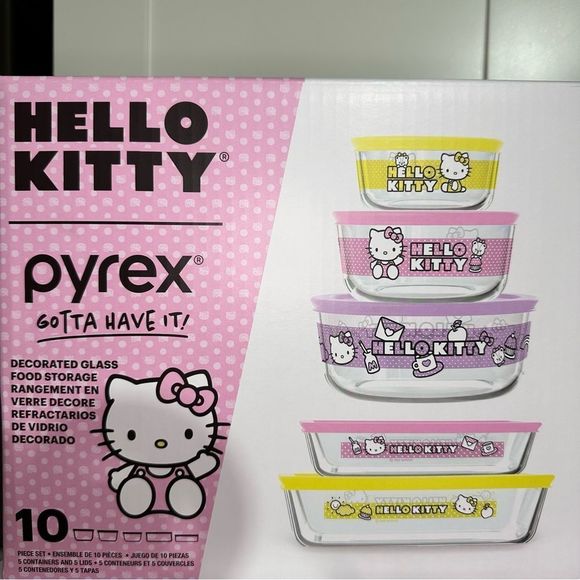 HELLO
KITTY®
pyrex®
GOTTA HAVE IT!
DECORATED GLASS
FOOD STORAGE
RANGEMENT EN
VERRE DECORE
REFRACTARIOS
DE VIDRIO
DECORADO
10
PIECE SET • ENSEMBLE DE 10 PIÈCES • JUEGO DE 10 PIEZAS
5 CONTAINERS AND 5 LIDS • 5 CONTENEURS ET 5 COUVERCLES
5 CONTENEDORES Y 5 TAPAS
HELLO
KITTY
HELLO
KITTY
HELLO KITTY
HELLO KITTY
HELLO KITTY